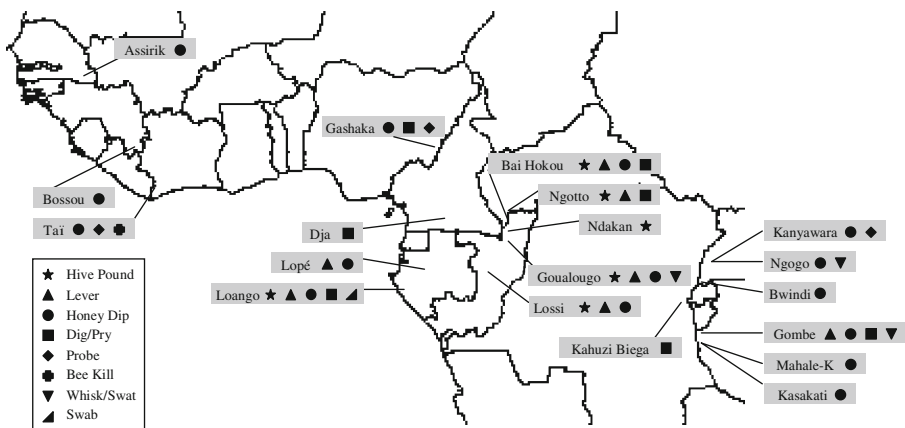 Assirik
Gashaka
Bai Hokou
Ngotto
Bossou
Ndakan
Taï
Dja
Kanyawara
Lopé
Ngogo
Goualougo
Loango
Bwindi
Lossi
Gombe
Kahuzi Biega
Mahale-K
Kasakati
Hive Pound
Lever
Honey Dip
Dig/Pry
Probe
Bee Kill
Whisk/Swat
Swab